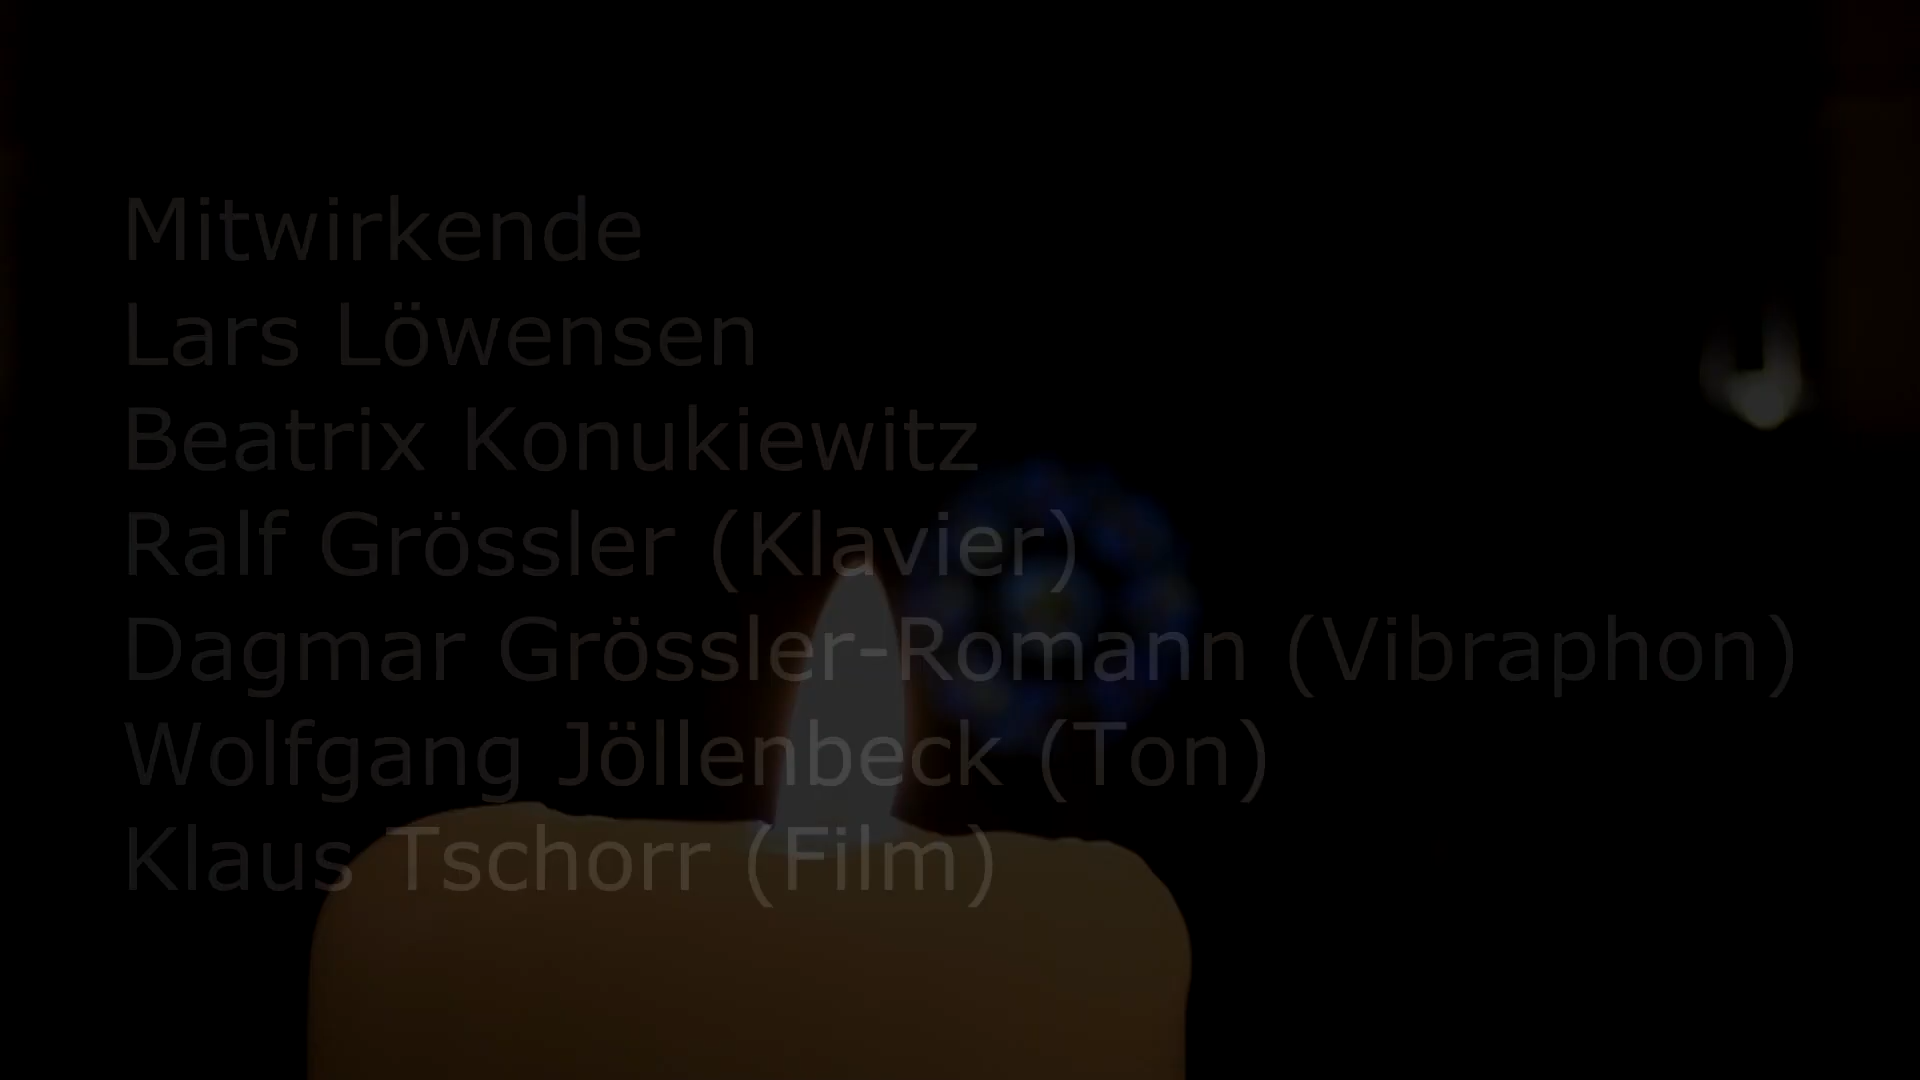 Mitwirkende
Lars Löwensen
Beatrix Konukiewitz
Ralf Grössler (Klavier)
Dagmar Grössler-Romann (Vibraphon)
Wolfgang Jöllenbeck (Ton)
Klaus Tschorr (Film)